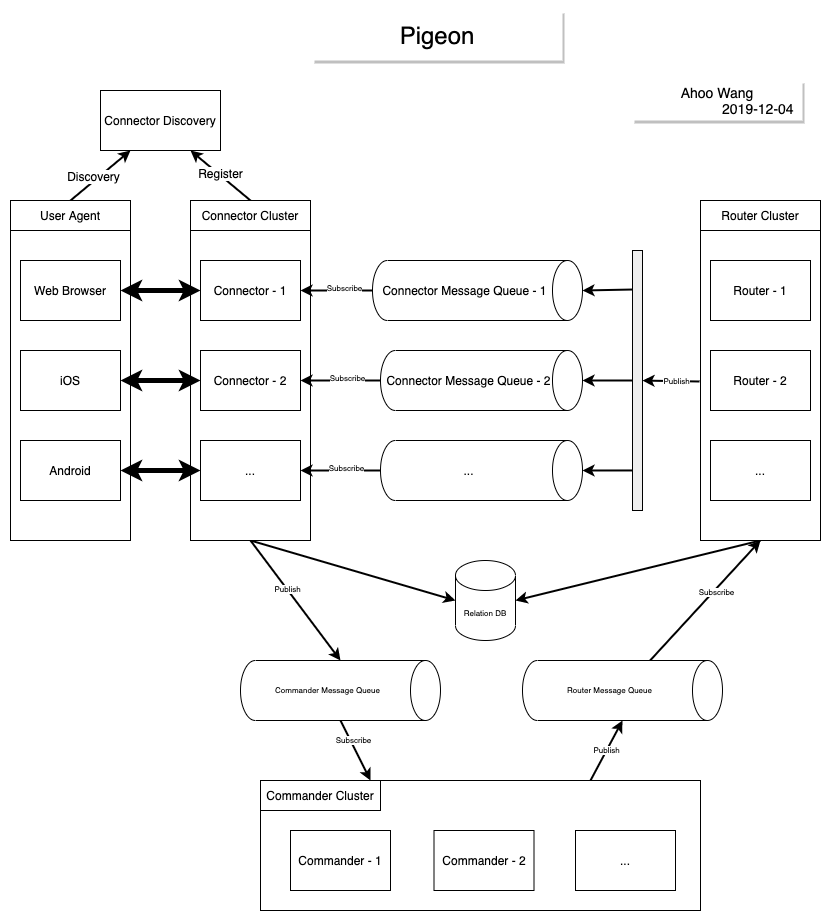 Pigeon
Ahoo Wang
2019-12-04
Connector Discovery
Discovery
Register
User Agent
Connector Cluster
Router Cluster
Web Browser
Connector - 1
Subscribe
Connector Message Queue - 1
Router - 1
iOS
Connector - 2
Subscribe
Connector Message Queue - 2
Publish
Router - 2
Android
...
Subscribe
...
...
Publish
Relation DB
Subscribe
Commander Message Queue
Router Message Queue
Subscribe
Publish
Commander Cluster
Commander - 1
Commander - 2
...